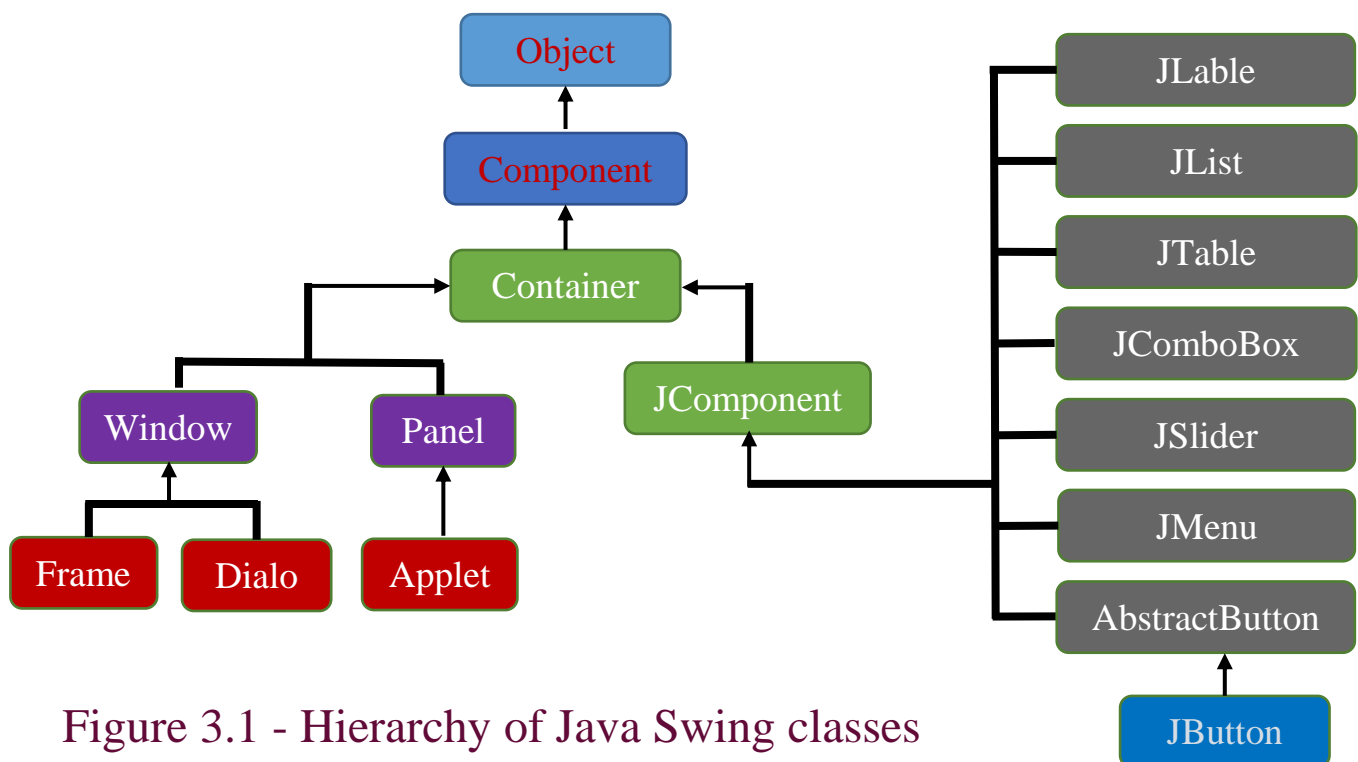 Object
Component
Container
Window
Panel
JComponent
Frame
Dialo
Applet
JLable
JList
JTable
JComboBox
JSlider
JMenu
AbstractButton
JButton
Figure 3.1 - Hierarchy of Java Swing classes